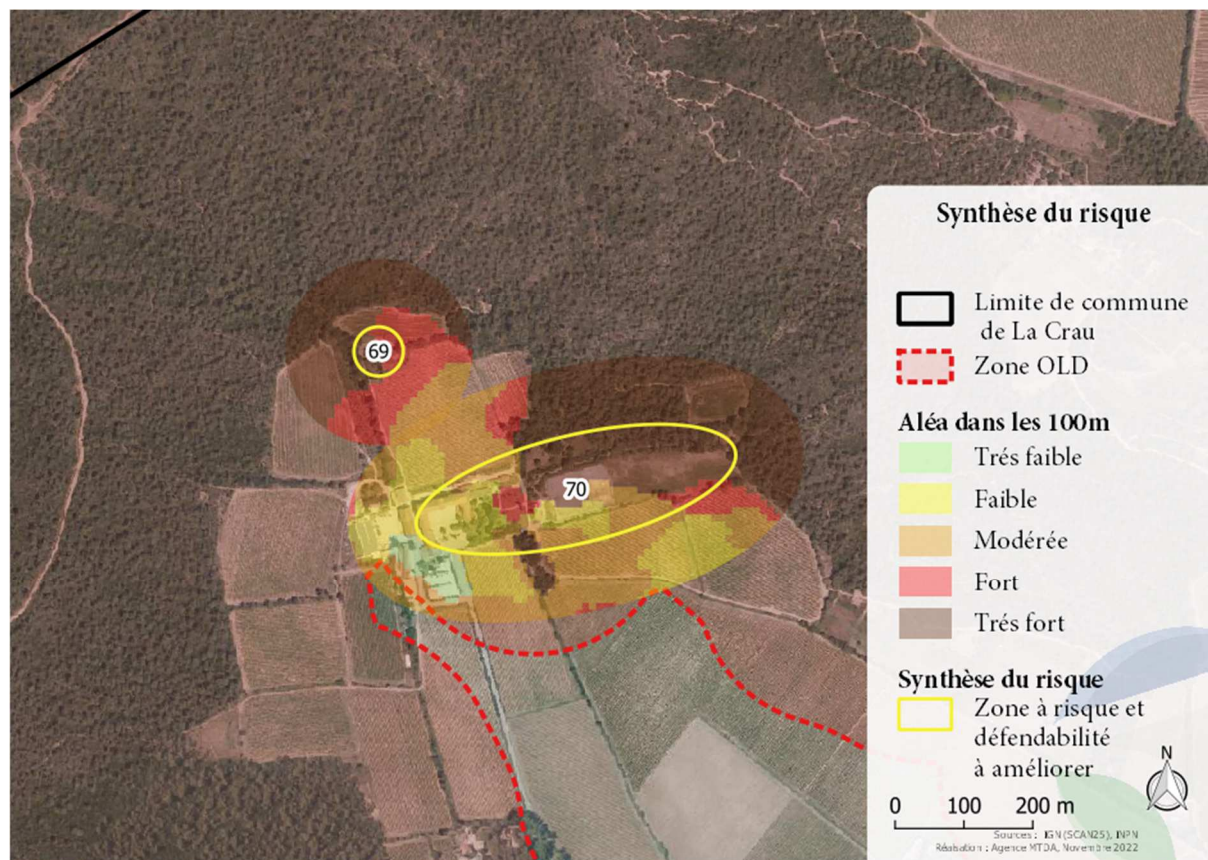 69
70
Synthèse du risque
Limite de commune
de La Crau
Zone OLD
Aléa dans les 100m
Trés faible
Faible
Modérée
Fort
Trés fort
Synthèse du risque
Zone à risque et
défendabilité
à améliorer
N
0 100 200 m
Sources : IGN (SCAN25), INPN
Réalisation : Agence MTDA, Novembre 2022